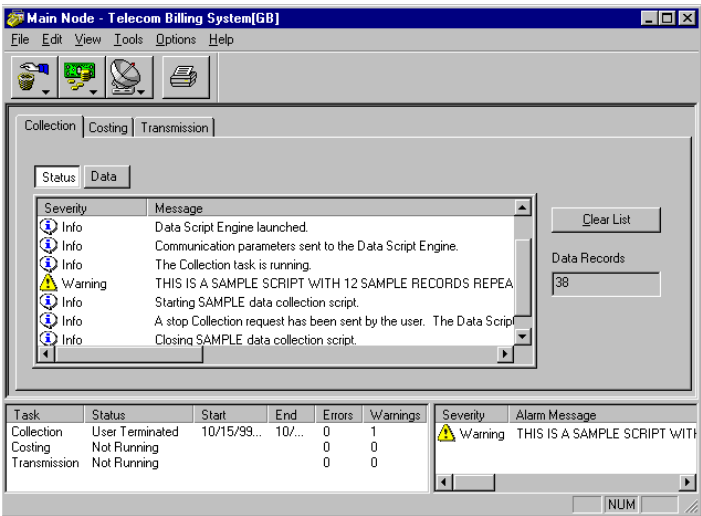 Main Node - Telecom Billing System[GB]
File Edit View Tools Options Help
Collection Costing Transmission
Status Data
Severity Message
Info Data Script Engine launched.
Info Communication parameters sent to the Data Script Engine.
Info The Collection task is running.
Warning THIS IS A SAMPLE SCRIPT WITH 12 SAMPLE RECORDS REPEA
Info Starting SAMPLE data collection script.
Info A stop Collection request has been sent by the user. The Data Script
Info Closing SAMPLE data collection script.
Clear List
Data Records
38
Task Status Start End Errors Warnings
Collection User Terminated 10/15/99... 10/... 0 1
Costing Not Running 0 0
Transmission Not Running 0 0
Severity Alarm Message
Warning THIS IS A SAMPLE SCRIPT WITH
NUM